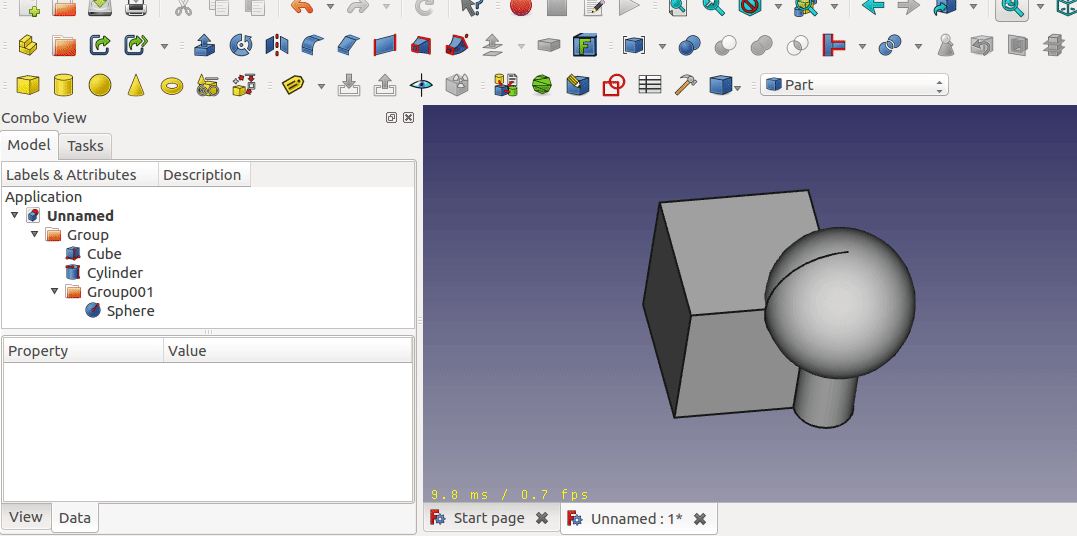 Part
Combo View
Model Tasks
Labels & Attributes Description
Application
Unnamed
Group
Cube
Cylinder
Group001
Sphere
Property Value
9.8 ms / 0.7 fps
View Data
Start page Unnamed : 1*